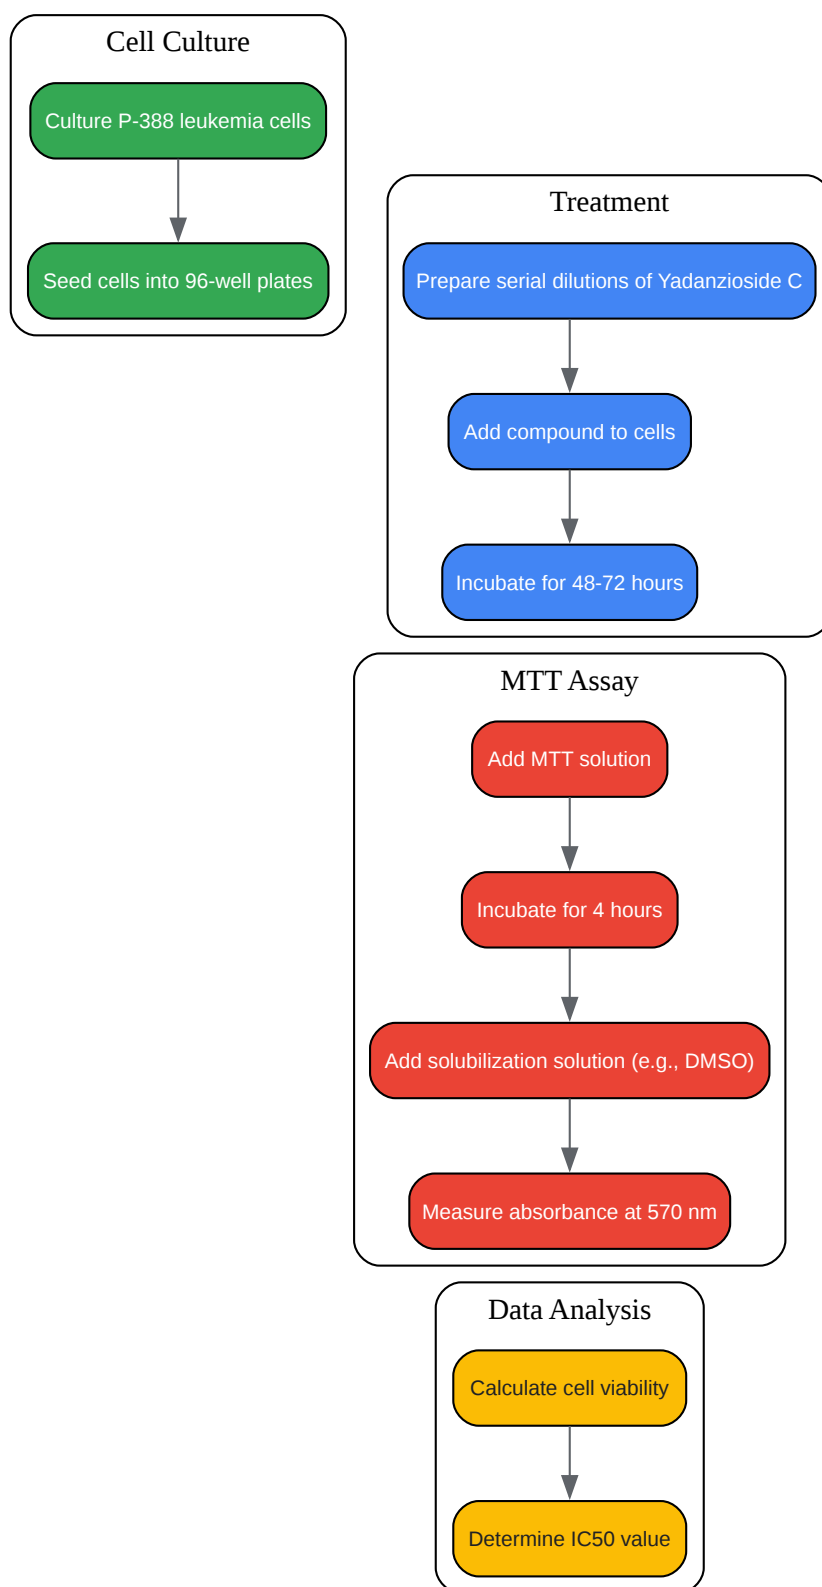 Cell Culture
Culture P-388 leukemia cells
Seed cells into 96-well plates
Treatment
Prepare serial dilutions of Yadanzioside C
Add compound to cells
Incubate for 48-72 hours
MTT Assay
Add MTT solution
Incubate for 4 hours
Add solubilization solution (e.g., DMSO)
Measure absorbance at 570 nm
Data Analysis
Calculate cell viability
Determine IC50 value